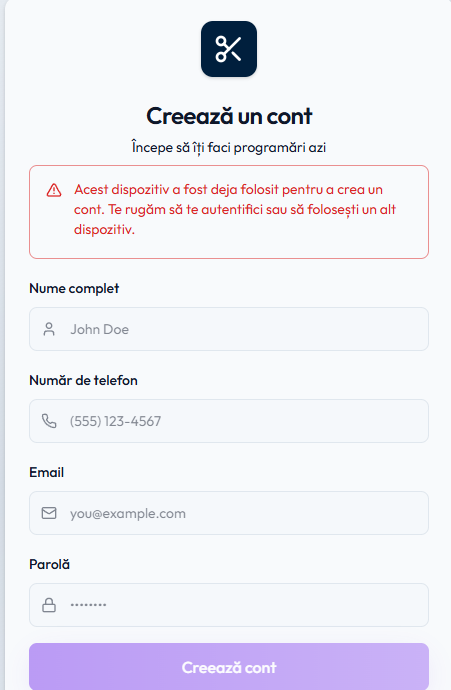 Creează un cont
Începe să îți faci programări azi
Acest dispozitiv a fost deja folosit pentru a crea un
cont. Te rugăm să te autentifici sau să folosești un alt
dispozitiv.
Nume complet
John Doe
Număr de telefon
(555) 123-4567
Email
you@example.com
Parolă
••••••••
Creează cont